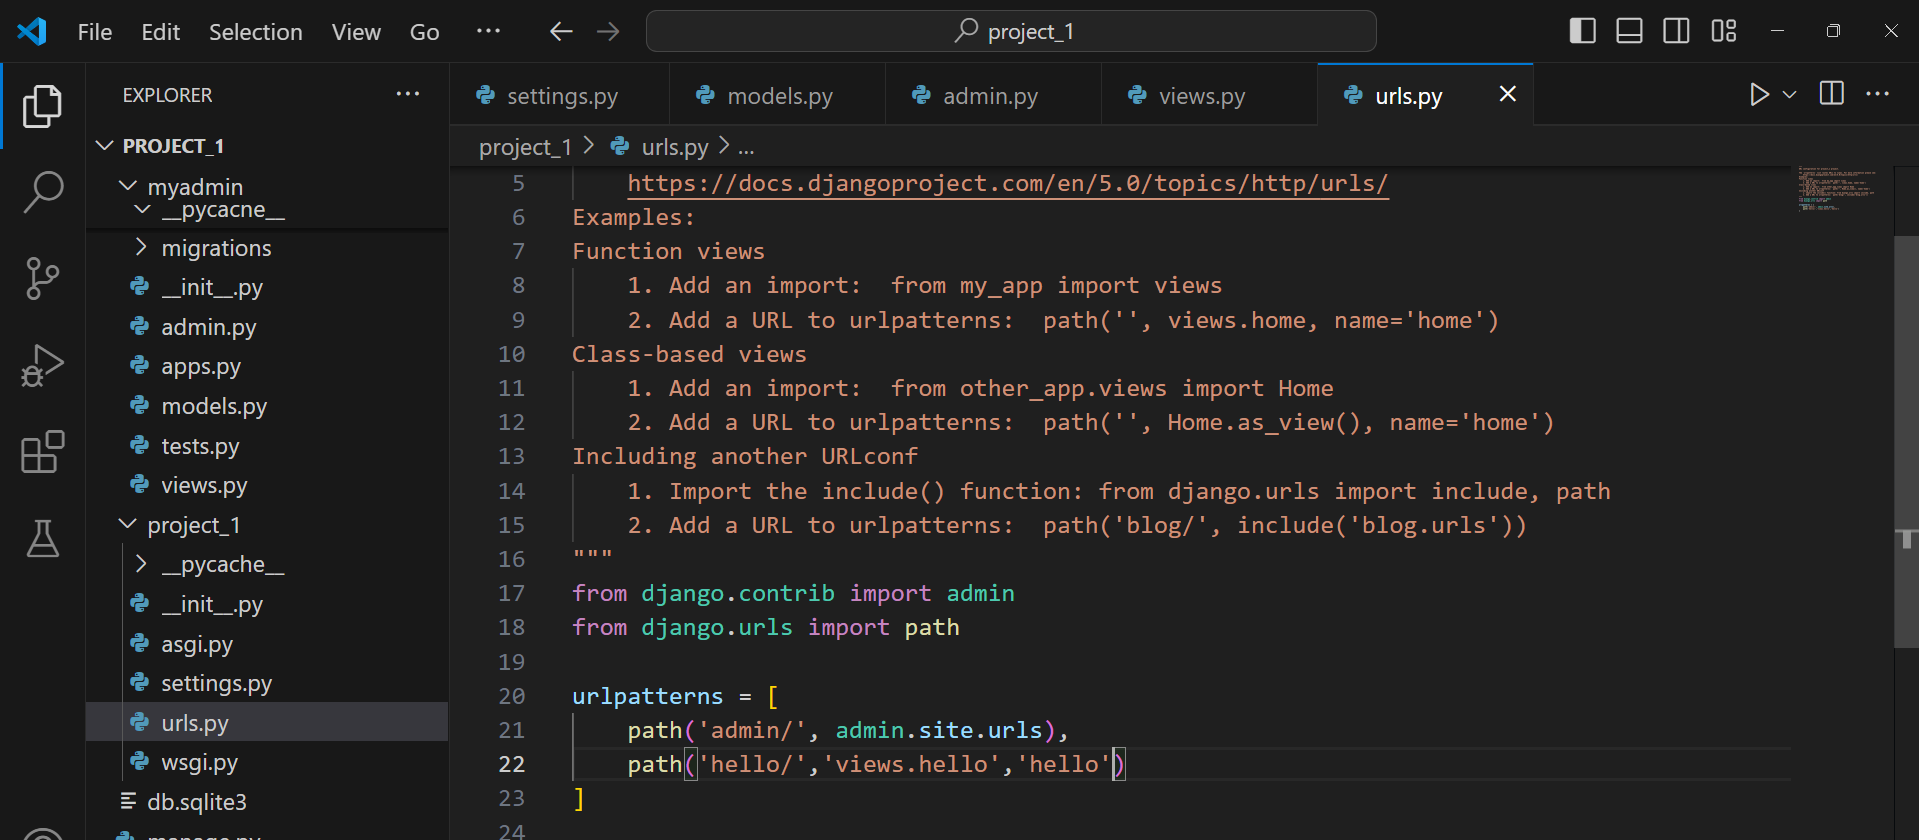 File Edit Selection View Go ··· project_1
EXPLORER ···
PROJECT_1
myadmin
__pycache__
migrations
__init__.py
admin.py
apps.py
models.py
tests.py
views.py
project_1
__pycache__
__init__.py
asgi.py
settings.py
urls.py
wsgi.py
db.sqlite3
manage.py
settings.py models.py admin.py views.py urls.py
project_1 > urls.py > ...
5 https://docs.djangoproject.com/en/5.0/topics/http/urls/
6 Examples:
7 Function views
8 1. Add an import:  from my_app import views
9 2. Add a URL to urlpatterns:  path('', views.home, name='home')
10 Class-based views
11 1. Add an import:  from other_app.views import Home
12 2. Add a URL to urlpatterns:  path('', Home.as_view(), name='home')
13 Including another URLconf
14 1. Import the include() function: from django.urls import include, path
15 2. Add a URL to urlpatterns:  path('blog/', include('blog.urls'))
16 """
17 from django.contrib import admin
18 from django.urls import path
19
20 urlpatterns = [
21 path('admin/', admin.site.urls),
22 path('hello/','views.hello','hello')
23 ]
24